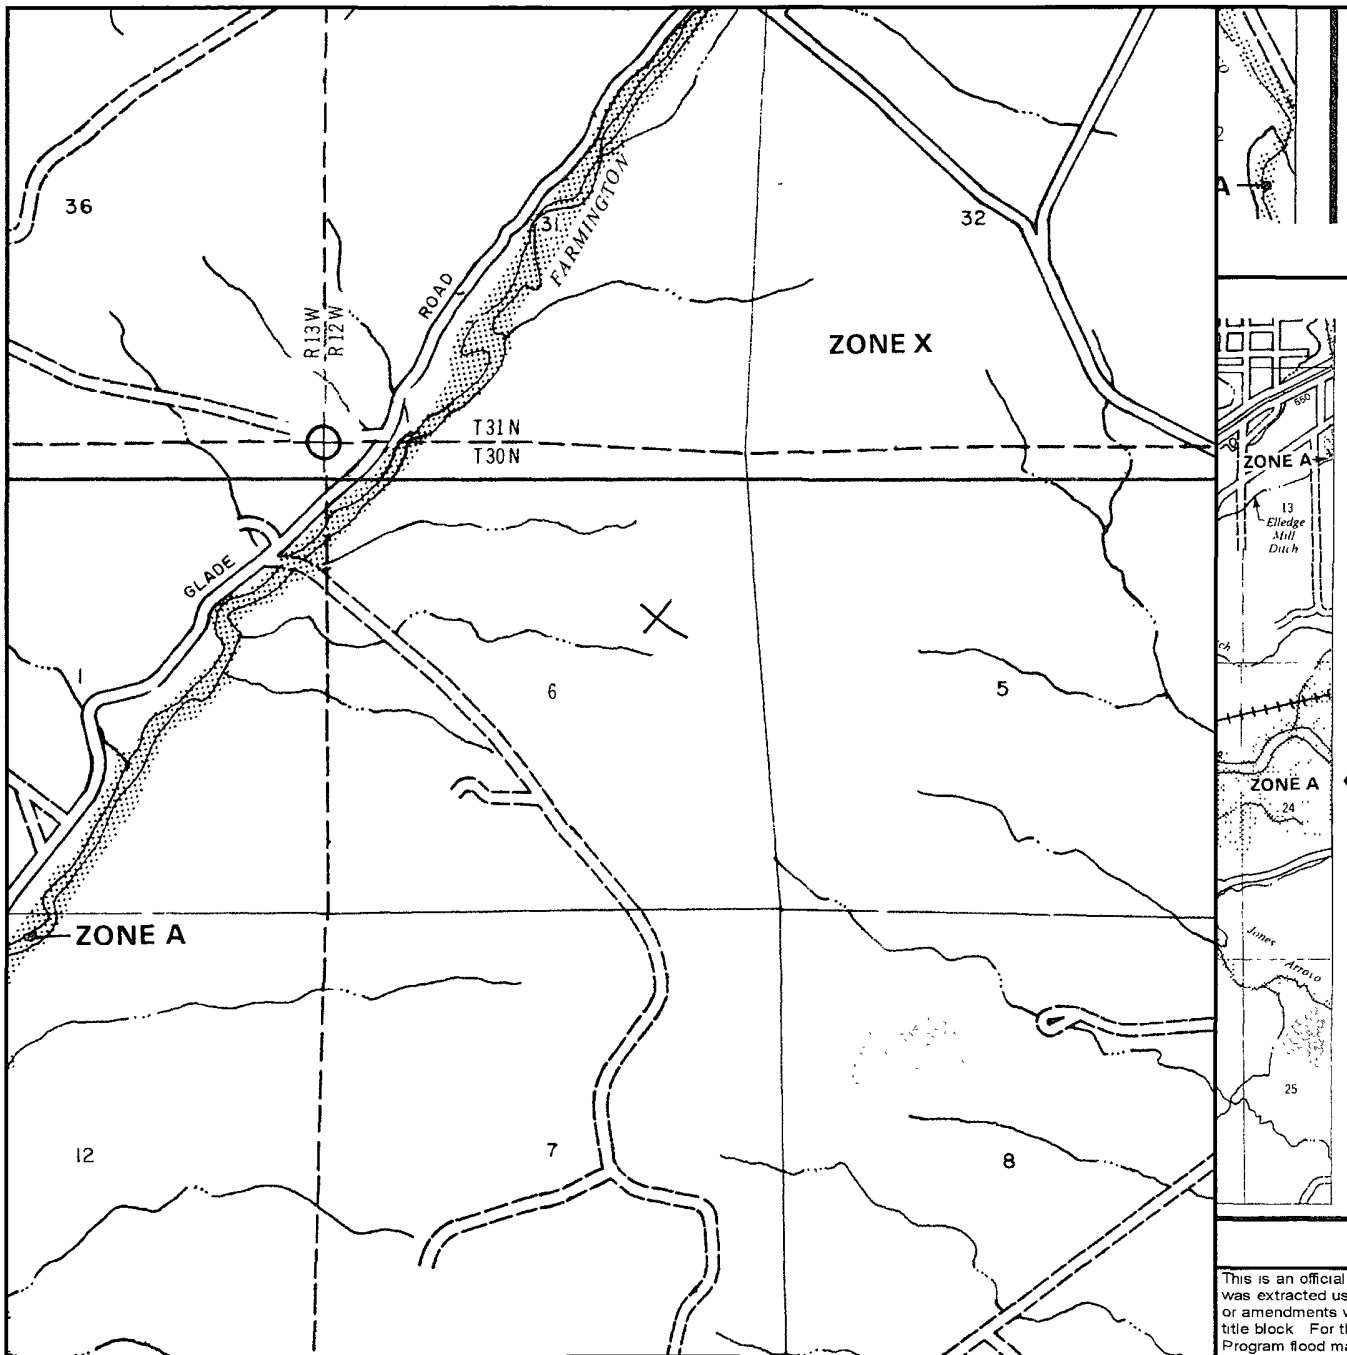 36
31
FARMINGTON
32
ROAD
R13W
R12W
ZONE X
T31N
T30N
GLADE
1
6
5
ZONE A
12
7
8
A
550
ZONE A
13
Elledge
Mill
Ditch
ZONE A
24
Jones
Arroyo
25
This is an official
was extracted us
or amendments
title block For th
Program flood ma